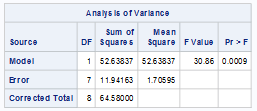 Analysis of Variance
Sum of Mean
Source DF Squares Square F Value Pr > F
Model 1 52.63837 52.63837 30.86 0.0009
Error 7 11.94163 1.70595
Corrected Total 8 64.58000